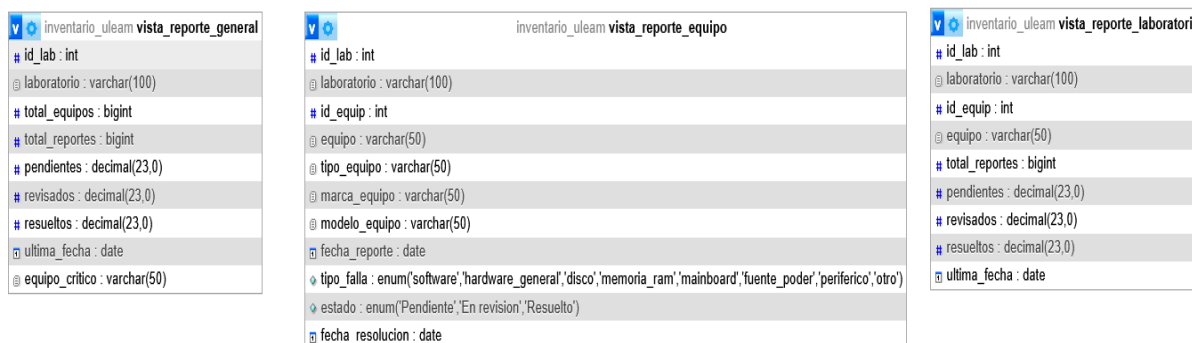 inventario_uleam vista_reporte_general
id_lab : int
laboratorio : varchar(100)
total_equipos : bigint
total_reportes : bigint
pendientes : decimal(23,0)
revisados : decimal(23,0)
resueltos : decimal(23,0)
ultima_fecha : date
equipo_critico : varchar(50)
inventario_uleam vista_reporte_equipo
id_lab : int
laboratorio : varchar(100)
id_equip : int
equipo : varchar(50)
tipo_equipo : varchar(50)
marca_equipo : varchar(50)
modelo_equipo : varchar(50)
fecha_reporte : date
tipo_falla : enum('software','hardware_general','disco','memoria_ram','mainboard','fuente_poder','periferico','otro')
estado : enum('Pendiente','En revision','Resuelto')
fecha_resolucion : date
inventario_uleam vista_reporte_laboratori
id_lab : int
laboratorio : varchar(100)
id_equip : int
equipo : varchar(50)
total_reportes : bigint
pendientes : decimal(23,0)
revisados : decimal(23,0)
resueltos : decimal(23,0)
ultima_fecha : date